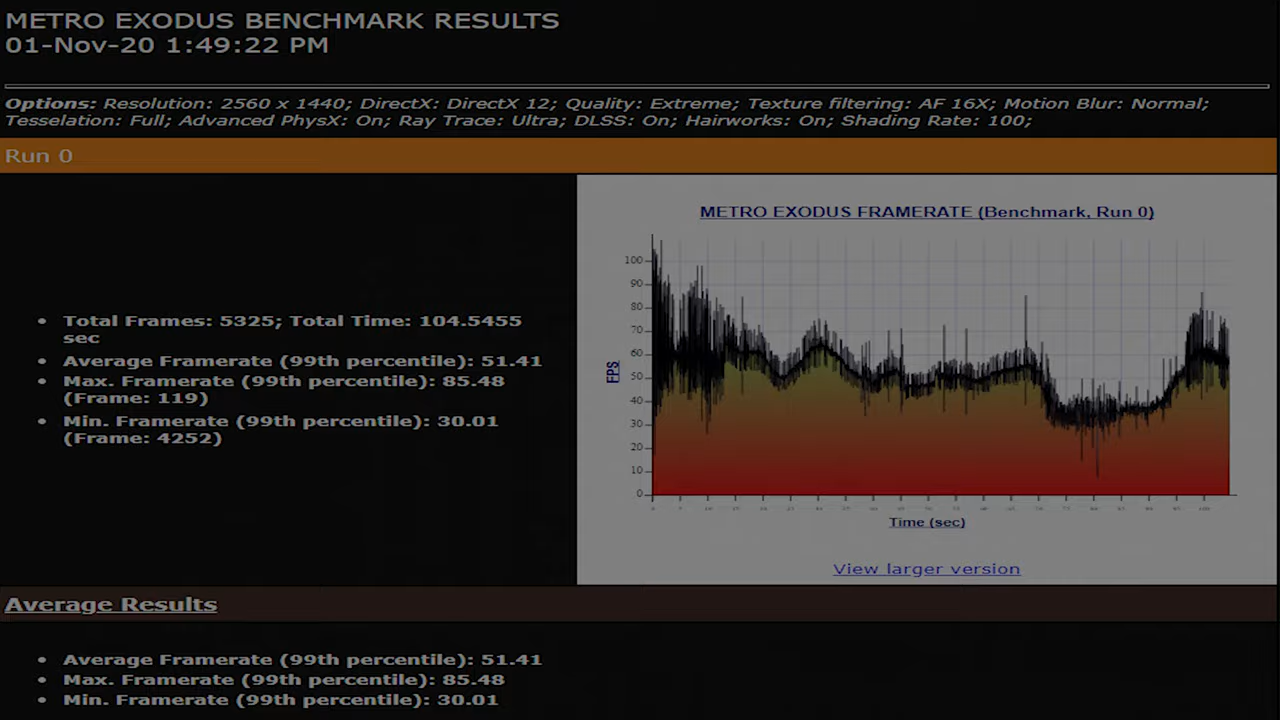 METRO EXODUS BENCHMARK RESULTS
01-Nov-20 1:49:22 PM
Options: Resolution: 2560 x 1440; DirectX: DirectX 12; Quality: Extreme; Texture filtering: AF 16X; Motion Blur: Normal;
Tesselation: Full; Advanced PhysX: On; Ray Trace: Ultra; DLSS: On; Hairworks: On; Shading Rate: 100;
Run 0
• Total Frames: 5325; Total Time: 104.5455
sec
• Average Framerate (99th percentile): 51.41
• Max. Framerate (99th percentile): 85.48
(Frame: 119)
• Min. Framerate (99th percentile): 30.01
(Frame: 4252)
METRO EXODUS FRAMERATE (Benchmark, Run 0)
100
90
80
70
60
50
40
30
20
10
0
FPS
Time (sec)
View larger version
Average Results
• Average Framerate (99th percentile): 51.41
• Max. Framerate (99th percentile): 85.48
• Min. Framerate (99th percentile): 30.01